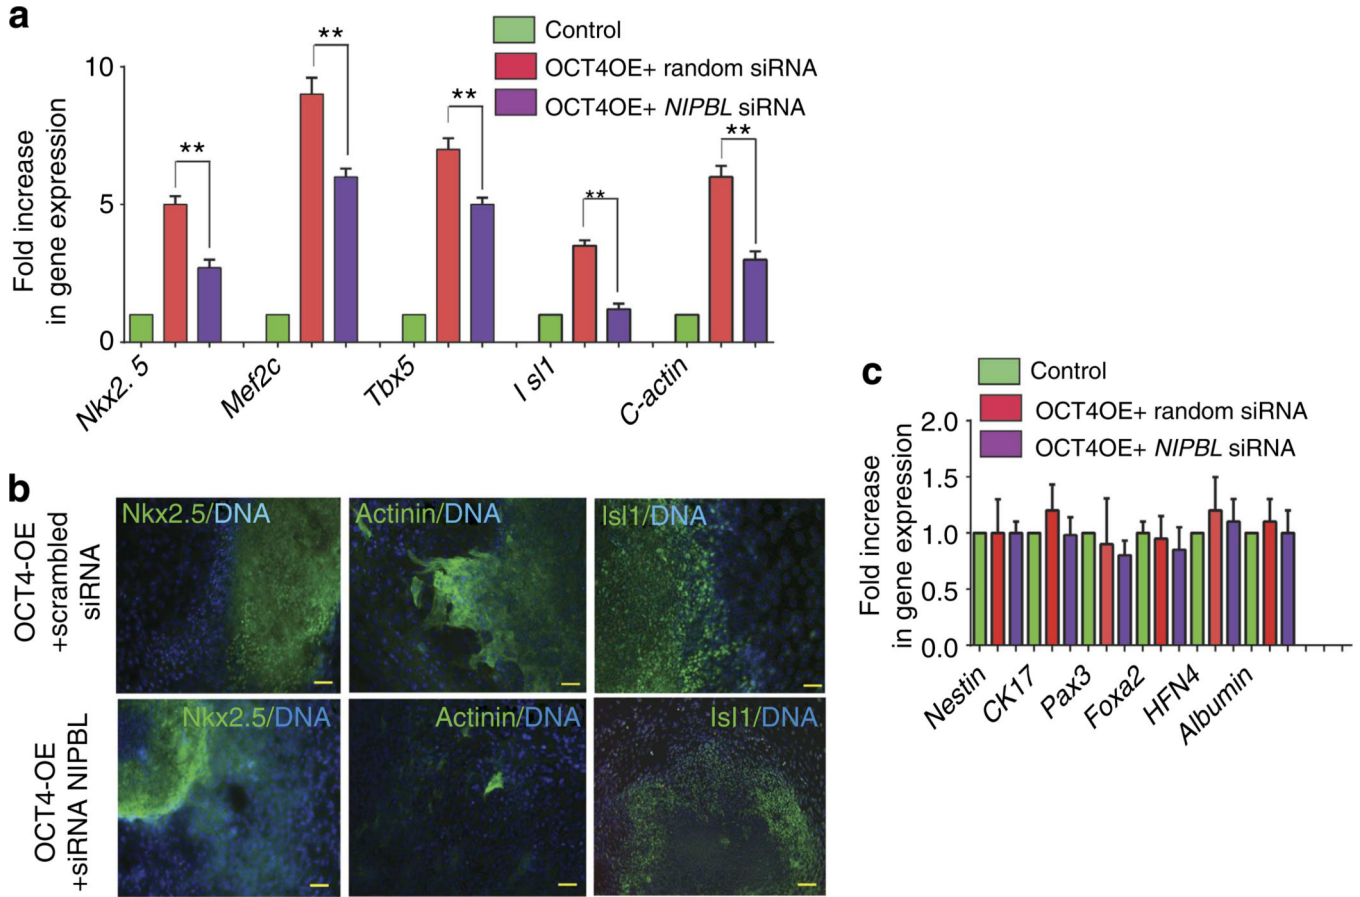 a
Control
OCT4OE+ random siRNA
OCT4OE+ NIPBL siRNA
Fold increase
in gene expression
10
5
0
**
**
**
**
**
Nkx2. 5
Mef2c
Tbx5
I sl1
C-actin
b
OCT4-OE
+scrambled
siRNA
Nkx2.5/DNA
Actinin/DNA
Isl1/DNA
OCT4-OE
+siRNA NIPBL
Nkx2.5/DNA
Actinin/DNA
Isl1/DNA
c
Control
OCT4OE+ random siRNA
OCT4OE+ NIPBL siRNA
Fold increase
in gene expression
2.0
1.5
1.0
0.5
0.0
Nestin
CK17
Pax3
Foxa2
HFN4
Albumin